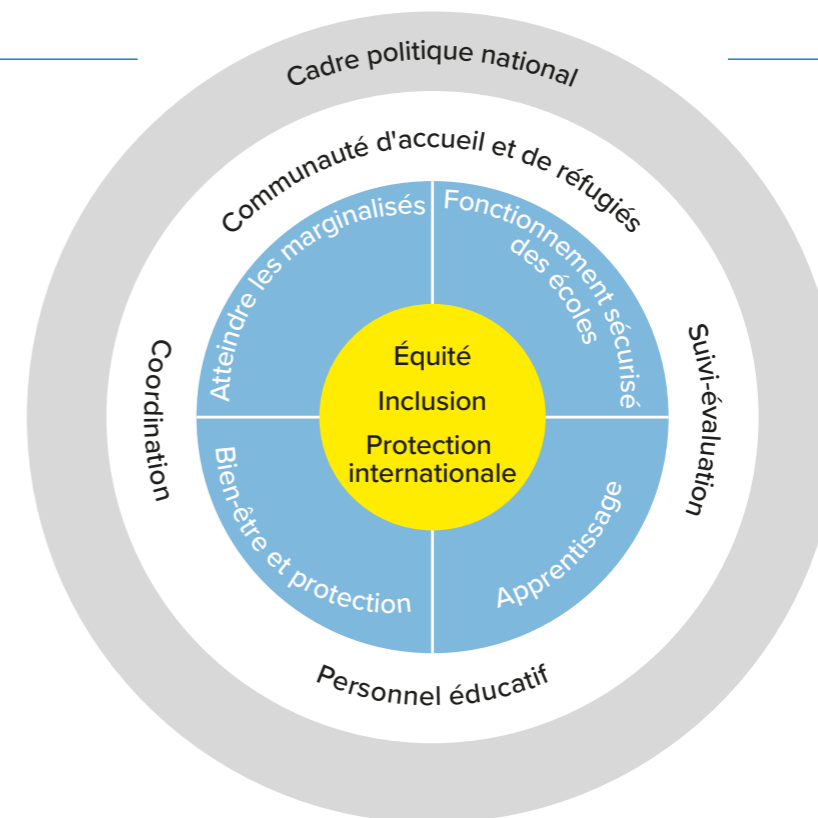 Cadre politique national
Communauté d'accueil et de réfugiés
Atteindre les marginalisés
Fonctionnement sécurisé
des écoles
Équité
Inclusion
Protection
internationale
Coordination
Suivi-évaluation
Bien-être et protection
Apprentissage
Personnel éducatif